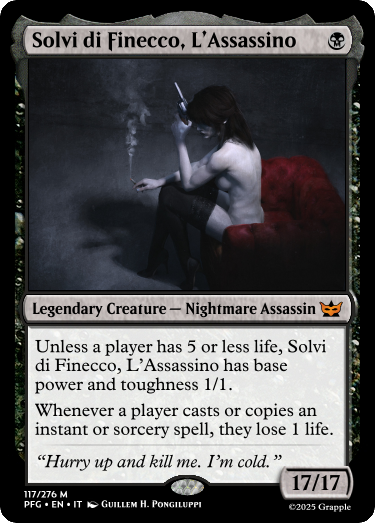 Solvi di Finecco, L'Assassino
Legendary Creature — Nightmare Assassin
Unless a player has 5 or less life, Solvi
di Finecco, L'Assassino has base
power and toughness 1/1.
Whenever a player casts or copies an
instant or sorcery spell, they lose 1 life.
“Hurry up and kill me. I'm cold.”
17/17
117/276 M
PFG • EN • IT Guillem H. Pongiluppi
©2025 Grapple